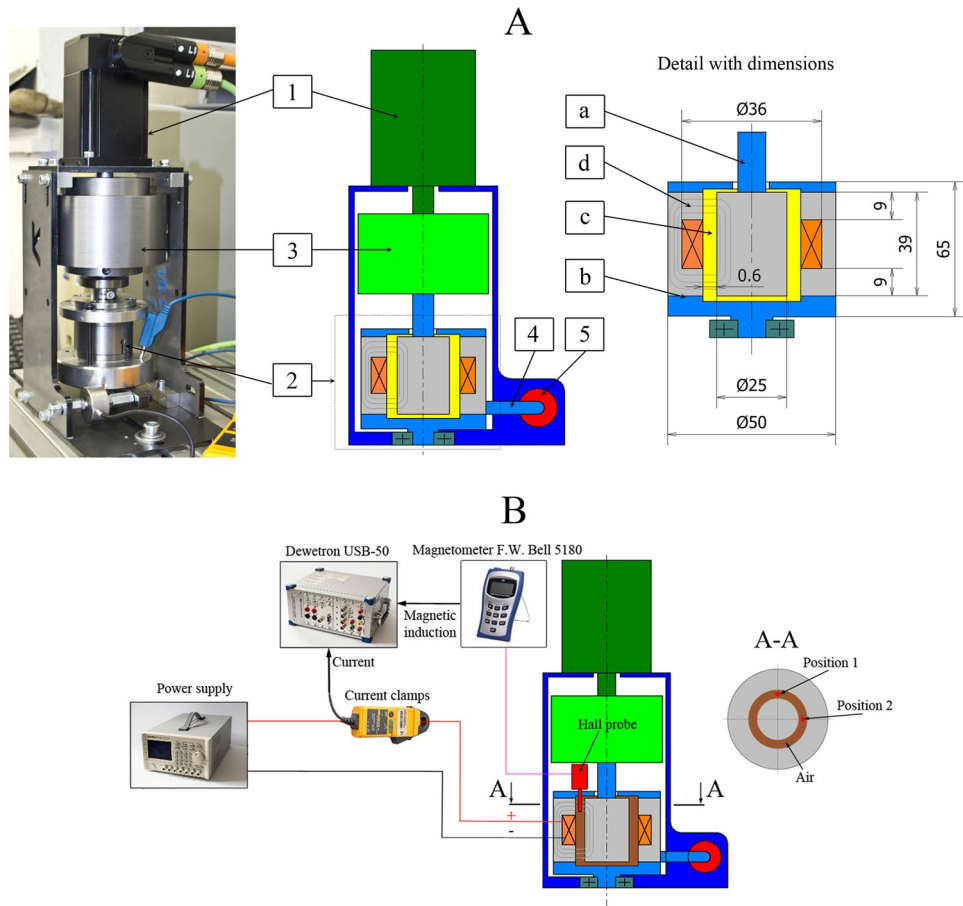 A
Detail with dimensions
1
3
2
4
5
a
d
c
b
Ø36
9
39
65
0.6
9
Ø25
Ø50
B
Dewetron USB-50
Magnetometer F.W. Bell 5180
Magnetic
induction
Current
Power supply
Current clamps
Hall probe
A
A
+
-
A-A
Position 1
Position 2
Air